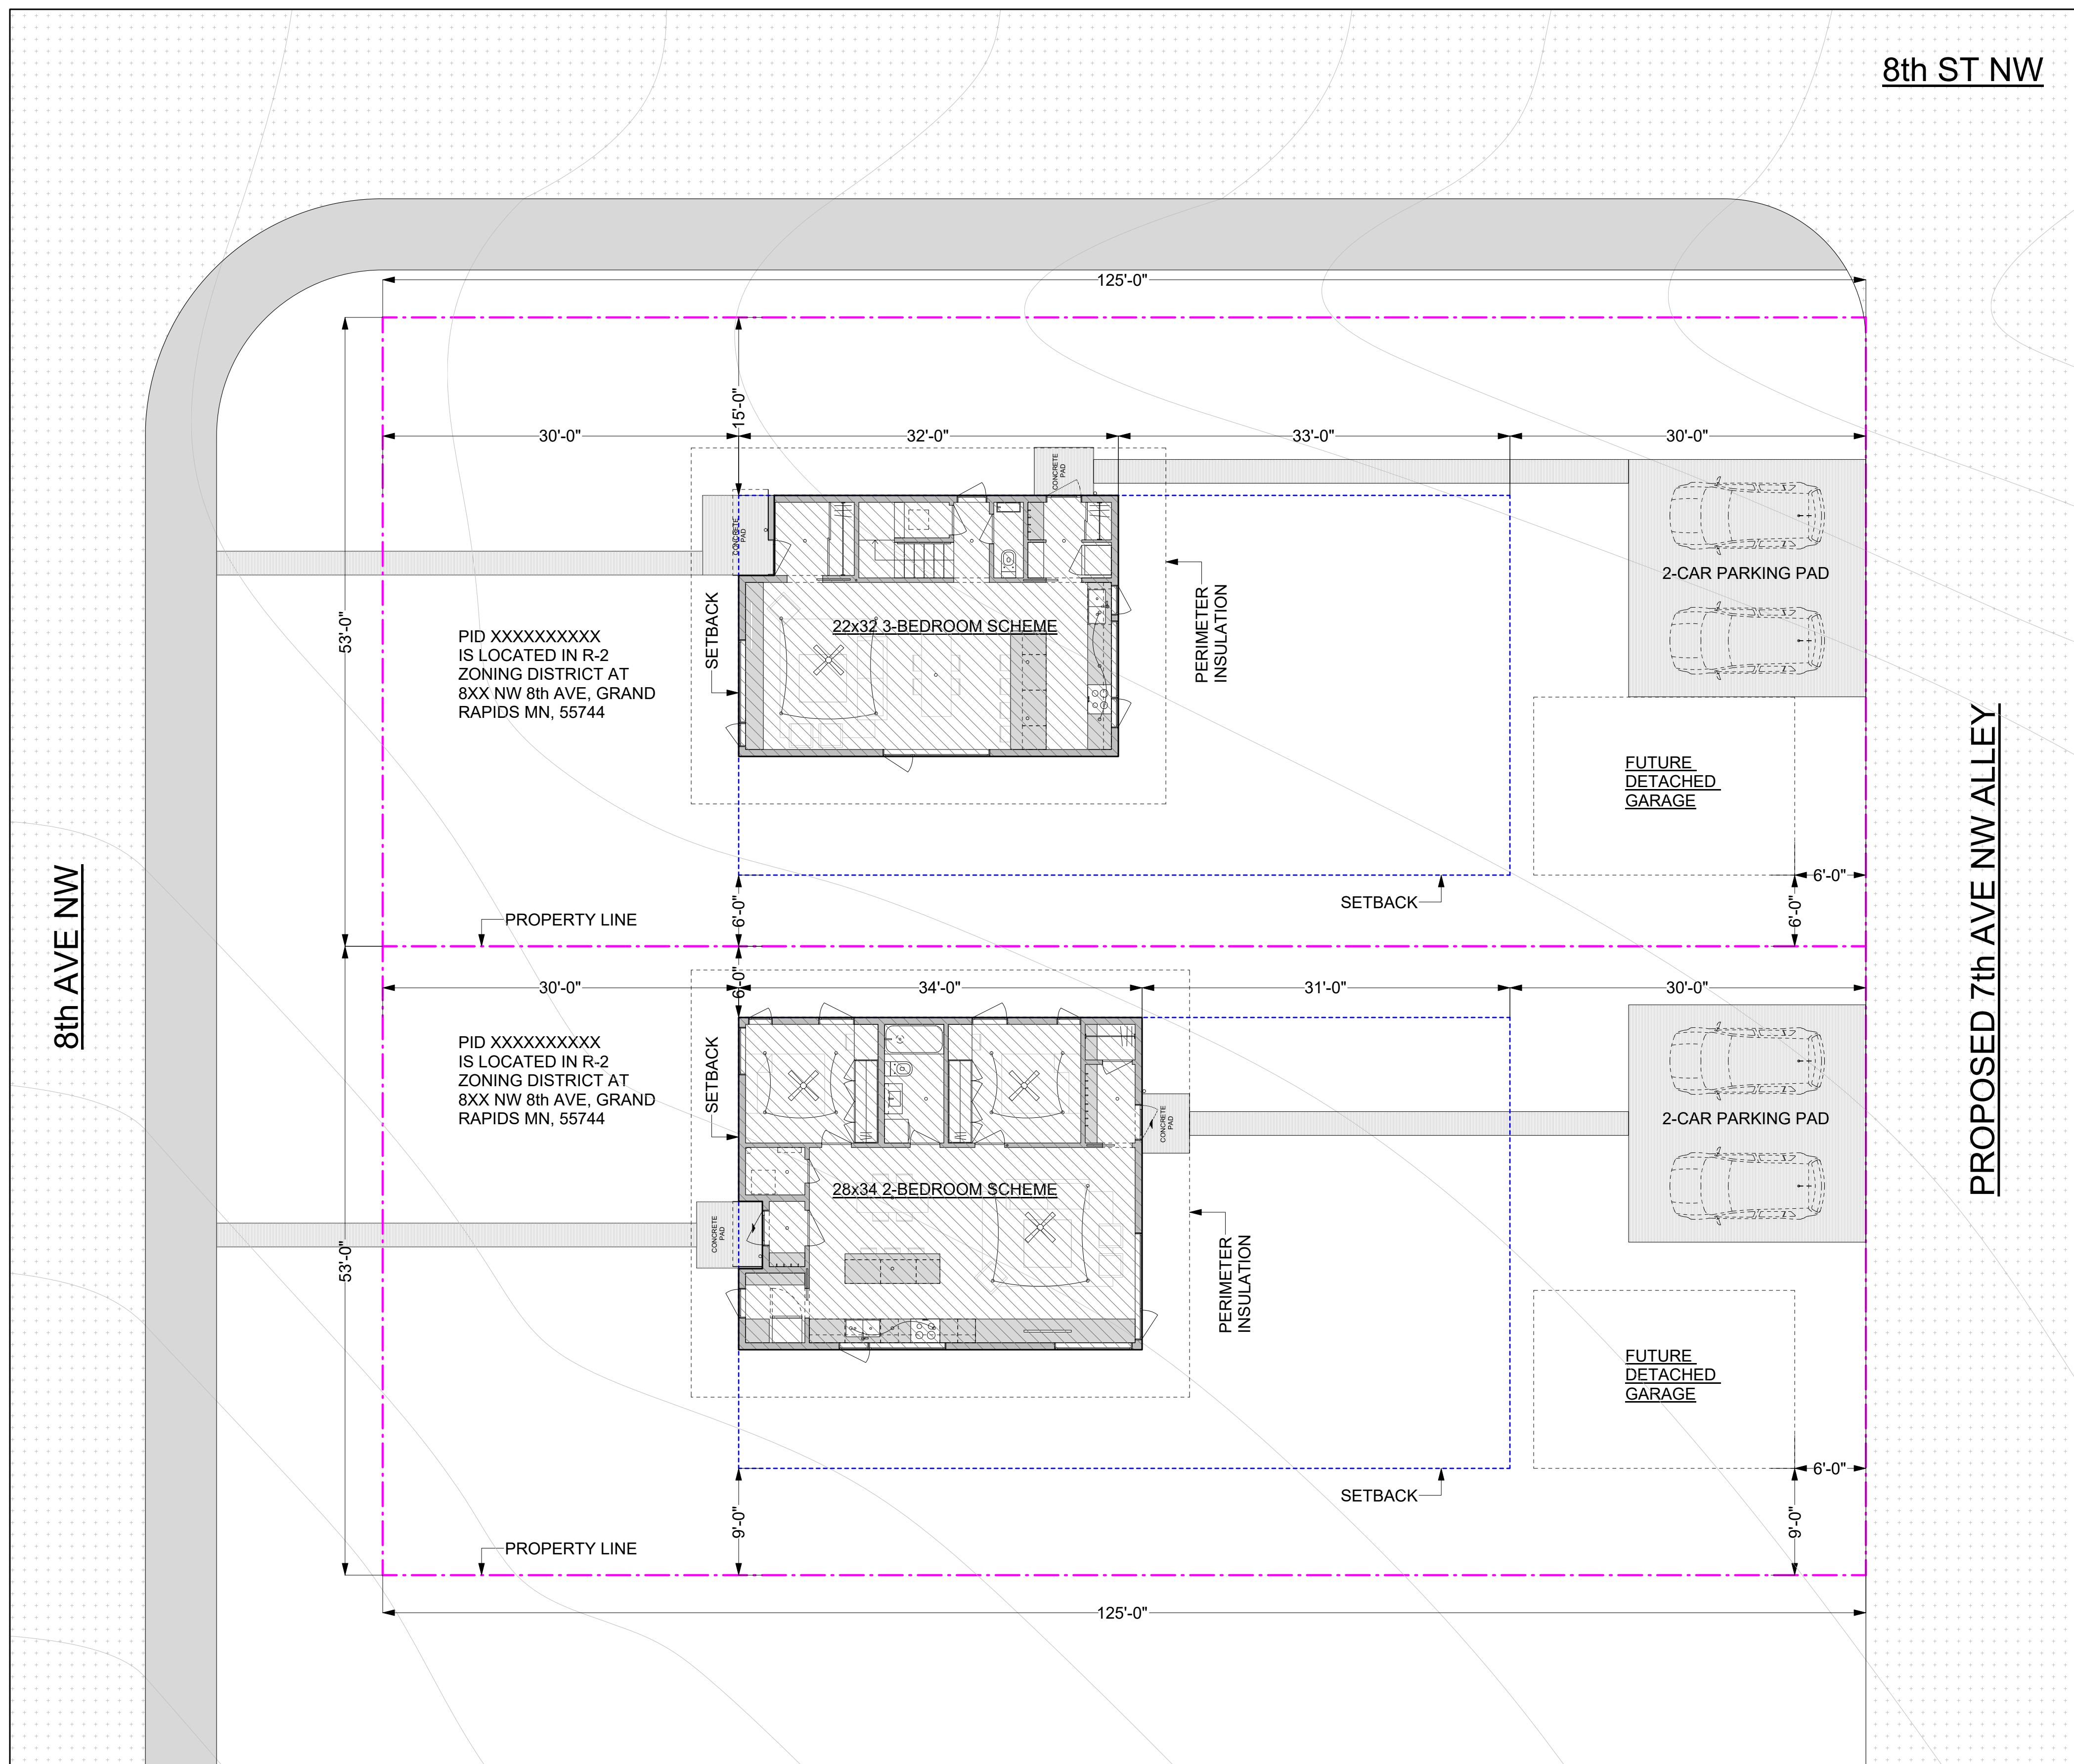 8th ST NW
125'-0"
15'-0"
30'-0"
32'-0"
33'-0"
30'-0"
CONCRETE
PAD
CONCRETE
PAD
2-CAR PARKING PAD
53'-0"
PID XXXXXXXXXX
IS LOCATED IN R-2
ZONING DISTRICT AT
8XX NW 8th AVE, GRAND
RAPIDS MN, 55744
SETBACK
22x32 3-BEDROOM SCHEME
PERIMETER
INSULATION
FUTURE
DETACHED
GARAGE
6'-0"
6'-0"
SETBACK
6'-0"
PROPERTY LINE
8th AVE NW
PROPOSED 7th AVE NW ALLEY
6'-0"
30'-0"
34'-0"
31'-0"
30'-0"
PID XXXXXXXXXX
IS LOCATED IN R-2
ZONING DISTRICT AT
8XX NW 8th AVE, GRAND
RAPIDS MN, 55744
SETBACK
CONCRETE
PAD
2-CAR PARKING PAD
28x34 2-BEDROOM SCHEME
CONCRETE
PAD
53'-0"
PERIMETER
INSULATION
FUTURE
DETACHED
GARAGE
6'-0"
9'-0"
SETBACK
9'-0"
PROPERTY LINE
125'-0"